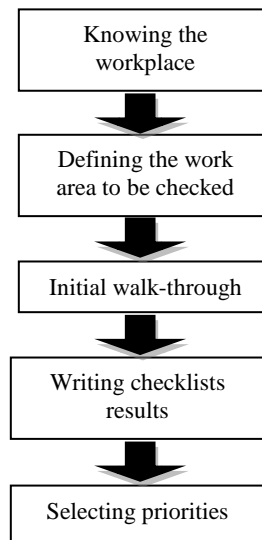 Knowing the
workplace
Defining the work
area to be checked
Initial walk-through
Writing checklists
results
Selecting priorities